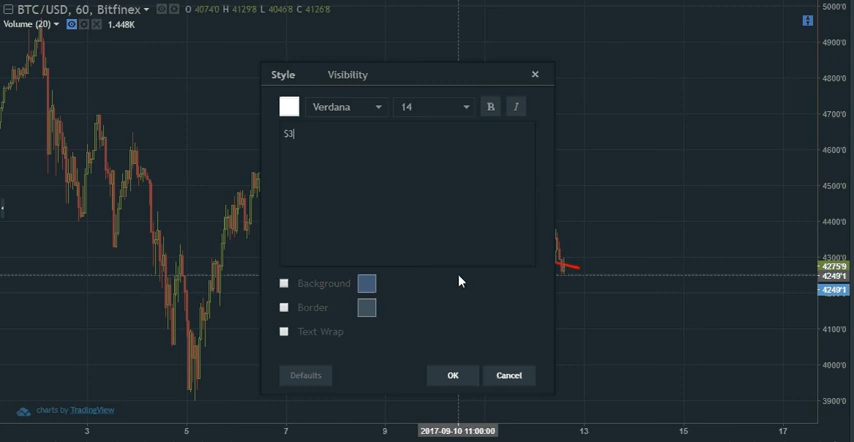 BTC/USD, 60, Bitfinex O 4074'0 H 4129'8 L 4046'8 C 4126'8
Volume (20) 1.448K
Style Visibility
Verdana 14 B I
S3
Background
Border
Text Wrap
Defaults OK Cancel
5000'0
4900'0
4800'0
4700'0
4600'0
4500'0
4400'0
4300'0
4275'9
4249'1
4249'1
4100'0
4000'0
3900'0
charts by TradingView
3 5 7 9 2017-09-10 11:00:00 13 15 17